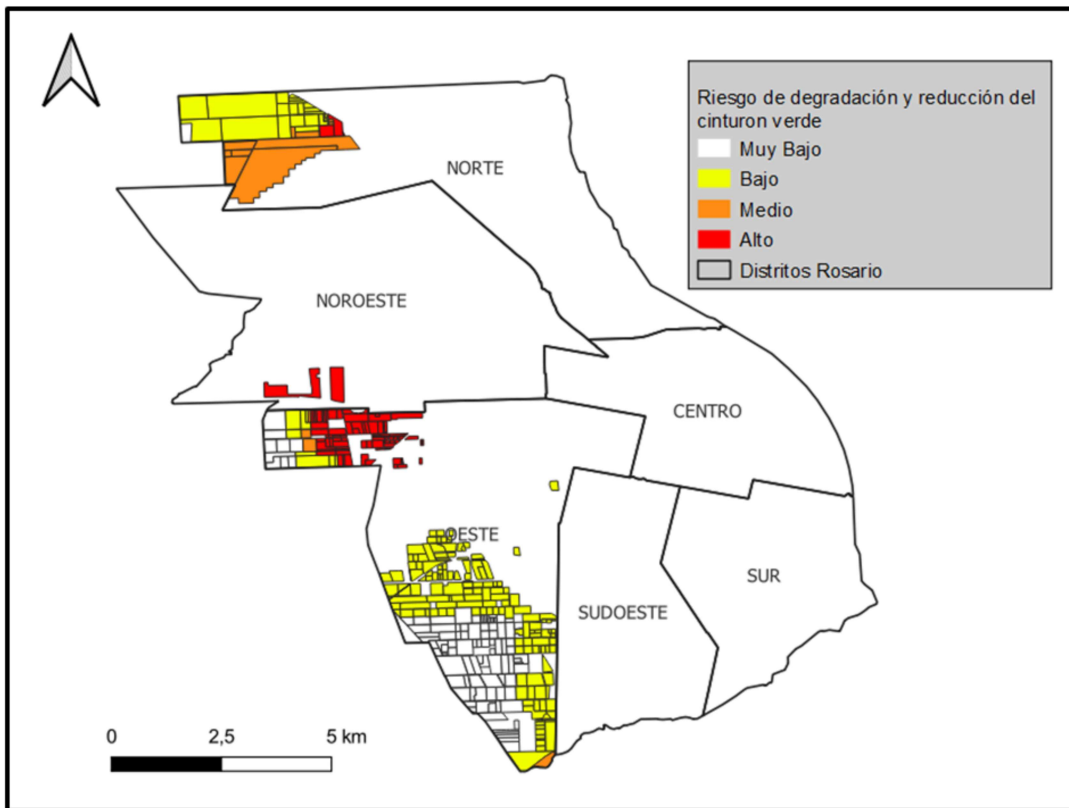 Riesgo de degradación y reducción del
cinturon verde
Muy Bajo
Bajo
Medio
Alto
Distritos Rosario
NORTE
NOROESTE
CENTRO
OESTE
SUR
SUDOESTE
0 2,5 5 km